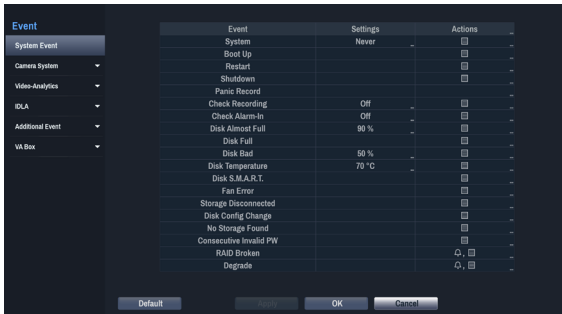 Event
System Event
Camera System
Video-Analytics
IDLA
Additional Event
VA Box
Event Settings Actions
System Never
Boot Up
Restart
Shutdown
Panic Record
Check Recording Off
Check Alarm-In Off
Disk Almost Full 90 %
Disk Full
Disk Bad 50 %
Disk Temperature 70 °C
Disk S.M.A.R.T.
Fan Error
Storage Disconnected
Disk Config Change
No Storage Found
Consecutive Invalid PW
RAID Broken ,
Degrade ,
Default Apply OK Cancel